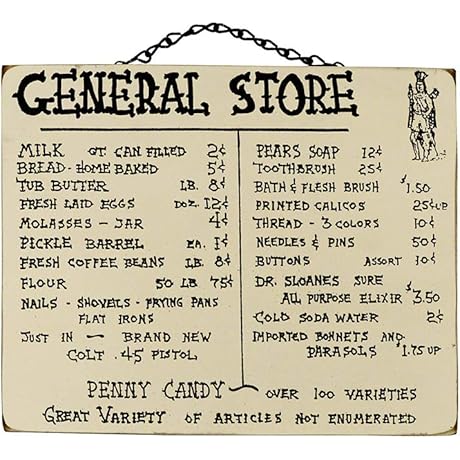 GENERAL STORE
MILK QT. CAN FILLED 2¢
BREAD - HOME BAKED 5¢
TUB BUTTER LB. 8¢
FRESH LAID EGGS DOZ. 12¢
MOLASSES - JAR 4¢
PICKLE BARREL EA. 1¢
FRESH COFFEE BEANS LB. 8¢
FLOUR 50 LB 75¢
NAILS - SHOVELS - FRYING PANS
FLAT IRONS
JUST IN - BRAND NEW
COLT .45 PISTOL
PEARS SOAP 12¢
TOOTHBRUSH 25¢
BATH & FLESH BRUSH $1.50
PRINTED CALICOS 25¢ UP
THREAD - 3 COLORS 10¢
NEEDLES & PINS 50¢
BUTTONS ASSORT 10¢
DR. SLOANES SURE
ALL PURPOSE ELIXIR $3.50
COLD SODA WATER 2¢
IMPORTED BONNETS AND
PARASOLS $1.75 UP
PENNY CANDY - OVER 100 VARIETIES
GREAT VARIETY OF ARTICLES NOT ENUMERATED